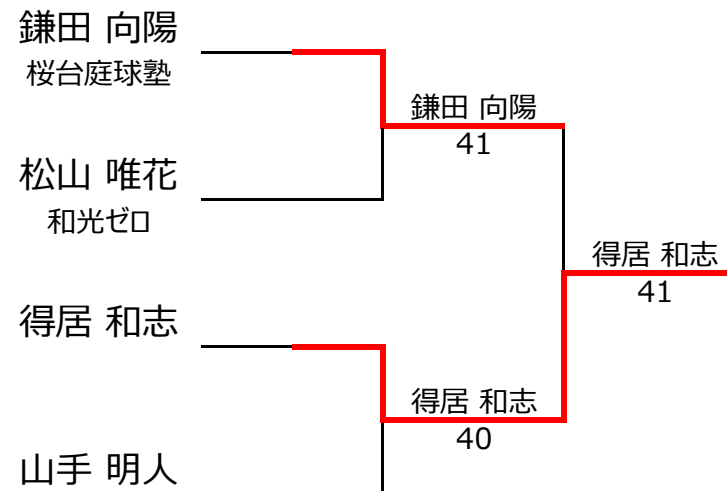 鎌田 向陽
桜台庭球塾
鎌田 向陽
41
松山 唯花
和光ゼロ
得居 和志
41
得居 和志
得居 和志
40
山手 明人